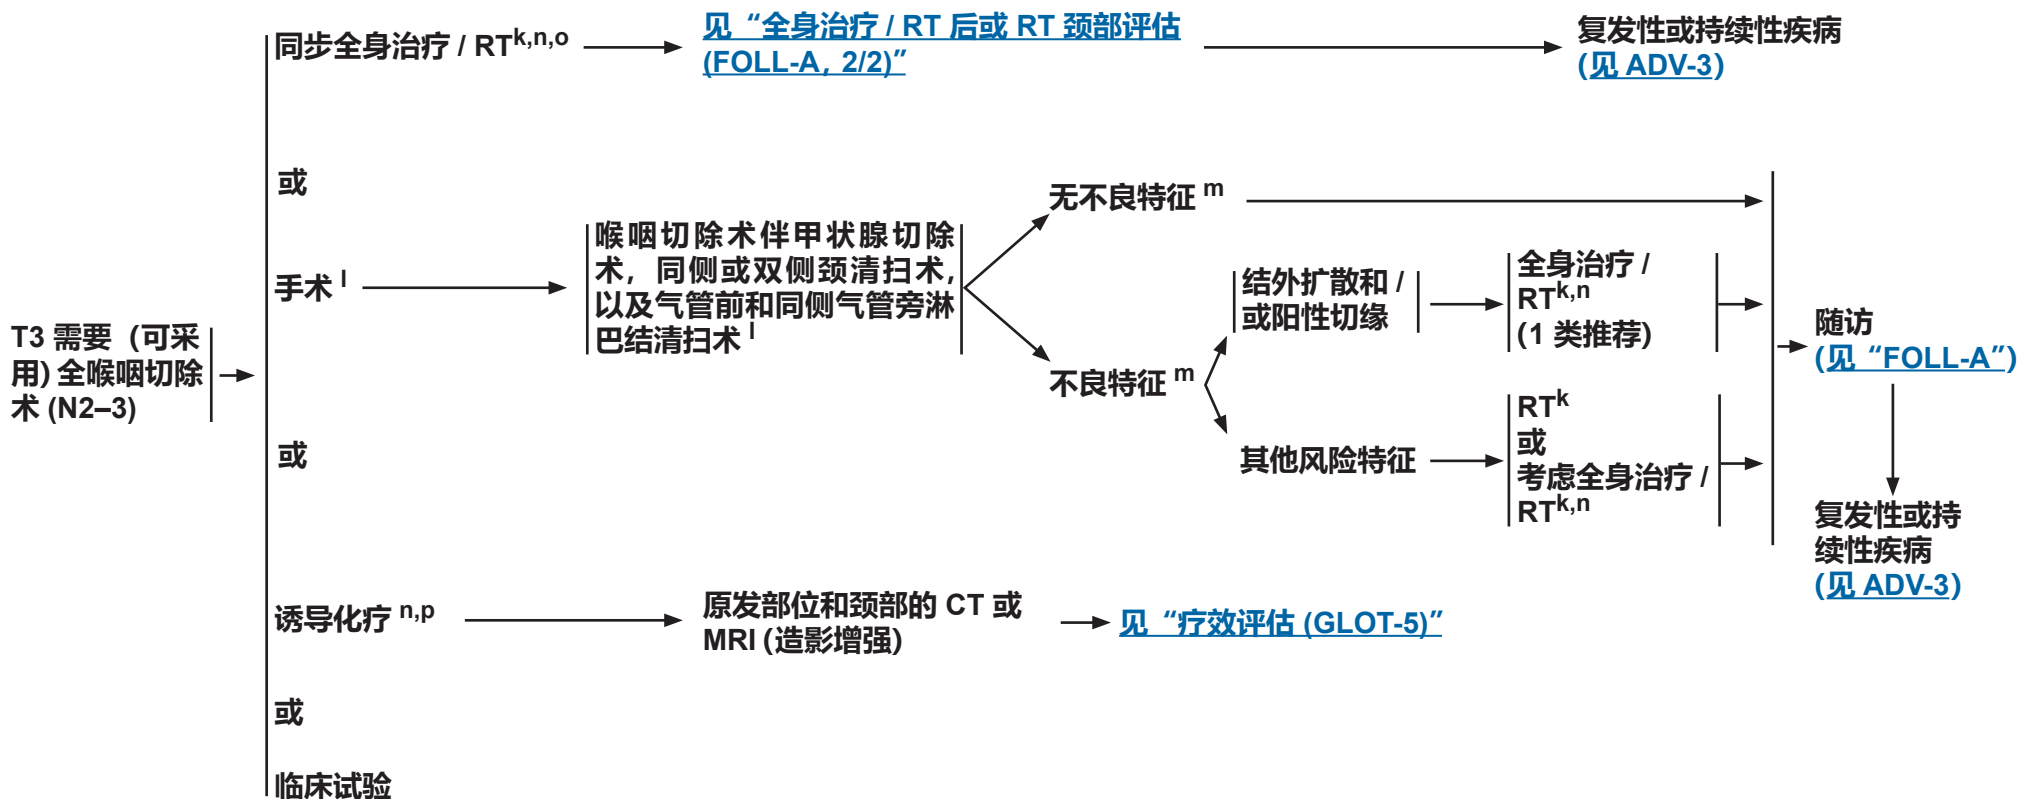 T3 需要（可采
用) 全喉咽切除
术 (N2–3)
同步全身治疗 / RTk,n,o
见“全身治疗 / RT 后或 RT 颈部评估
(FOLL-A, 2/2)”
复发性或持续性疾病
(见 ADV-3)
或
手术 l
喉咽切除术伴甲状腺切除
术，同侧或双侧颈清扫术,
以及气管前和同侧气管旁淋
巴结清扫术 l
无不良特征 m
不良特征 m
结外扩散和 /
或阳性切缘
全身治疗 /
RTk,n
(1 类推荐)
其他风险特征
RTk
或
考虑全身治疗 /
RTk,n
随访
(见“FOLL-A”)
复发性或持
续性疾病
(见 ADV-3)
或
诱导化疗 n,p
原发部位和颈部的 CT 或
MRI (造影增强)
见“疗效评估 (GLOT-5)”
或
临床试验